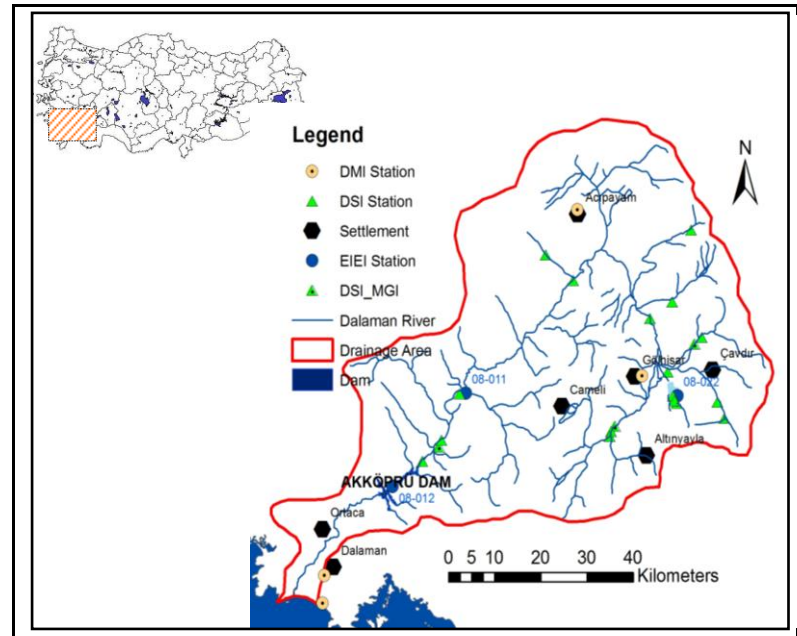 Legend
DMI Station
DSI Station
Settlement
EIEI Station
DSI_MGI
Dalaman River
Drainage Area
Dam
N
Acıpayam
Gölhisar
Çavdır
08-011
08-022
Cameli
Altınyayla
AKKÖPRU DAM
08-012
Ortaca
Dalaman
0 5 10 20 30 40
Kilometers